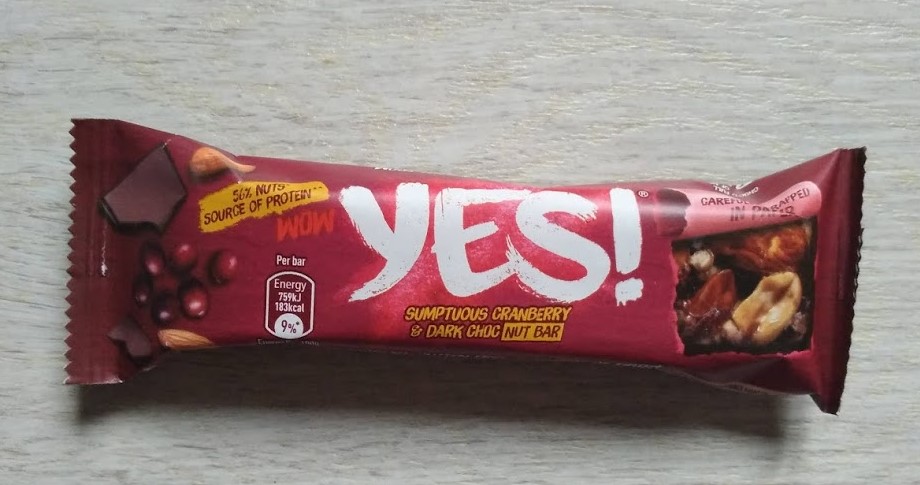 56% NUTS
SOURCE OF PROTEIN
WOW
Per bar
Energy
759kJ
183kcal
9%*
YES!®
SUMPTUOUS CRANBERRY
& DARK CHOC NUT BAR
IN PAPER